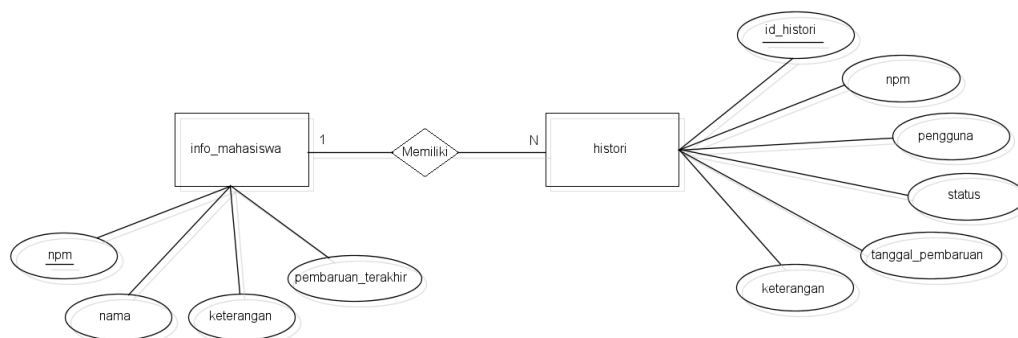 id_histori
npm
pengguna
info_mahasiswa
1
Memiliki
N
histori
status
npm
tanggal_pembaruan
pembaruan_terakhir
keterangan
nama
keterangan